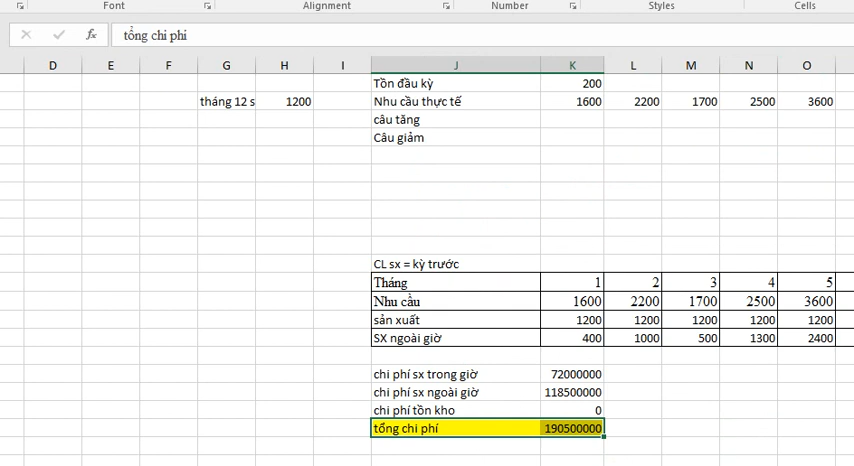 Font Alignment Number Styles Cells
fx tổng chi phí
D E F G H I J K L M N O
Tồn đầu kỳ 200
tháng 12 s 1200 Nhu cầu thực tế 1600 2200 1700 2500 3600
câu tăng
Câu giảm
CL sx = kỳ trước
Tháng 1 2 3 4 5
Nhu cầu 1600 2200 1700 2500 3600
sản xuất 1200 1200 1200 1200 1200
SX ngoài giờ 400 1000 500 1300 2400
chi phí sx trong giờ 72000000
chi phí sx ngoài giờ 118500000
chi phí tồn kho 0
tổng chi phí 190500000